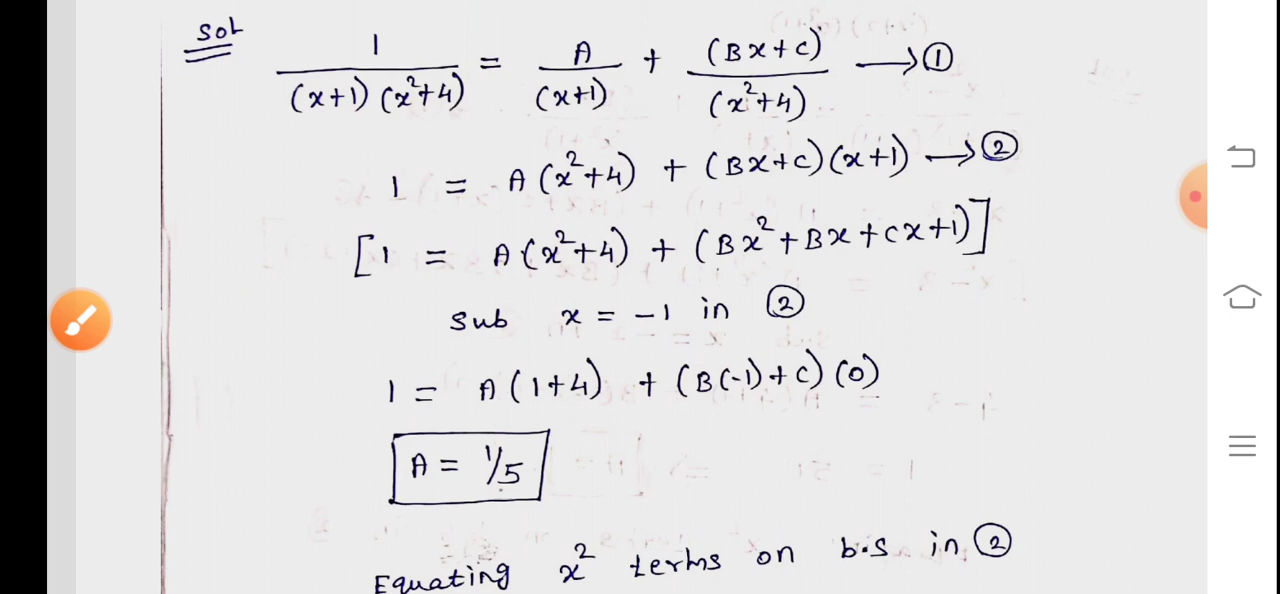 Sol
1/((x+1)(x²+4)) = A/(x+1) + (Bx+c)/(x²+4) → ①
1 = A(x²+4) + (Bx+c)(x+1) → ②
[1 = A(x²+4) + (Bx²+Bx+cx+1)]
Sub x = -1 in ②
1 = A(1+4) + (B(-1)+c)(0)
A = 1/5
Equating x² terms on b.s in ②